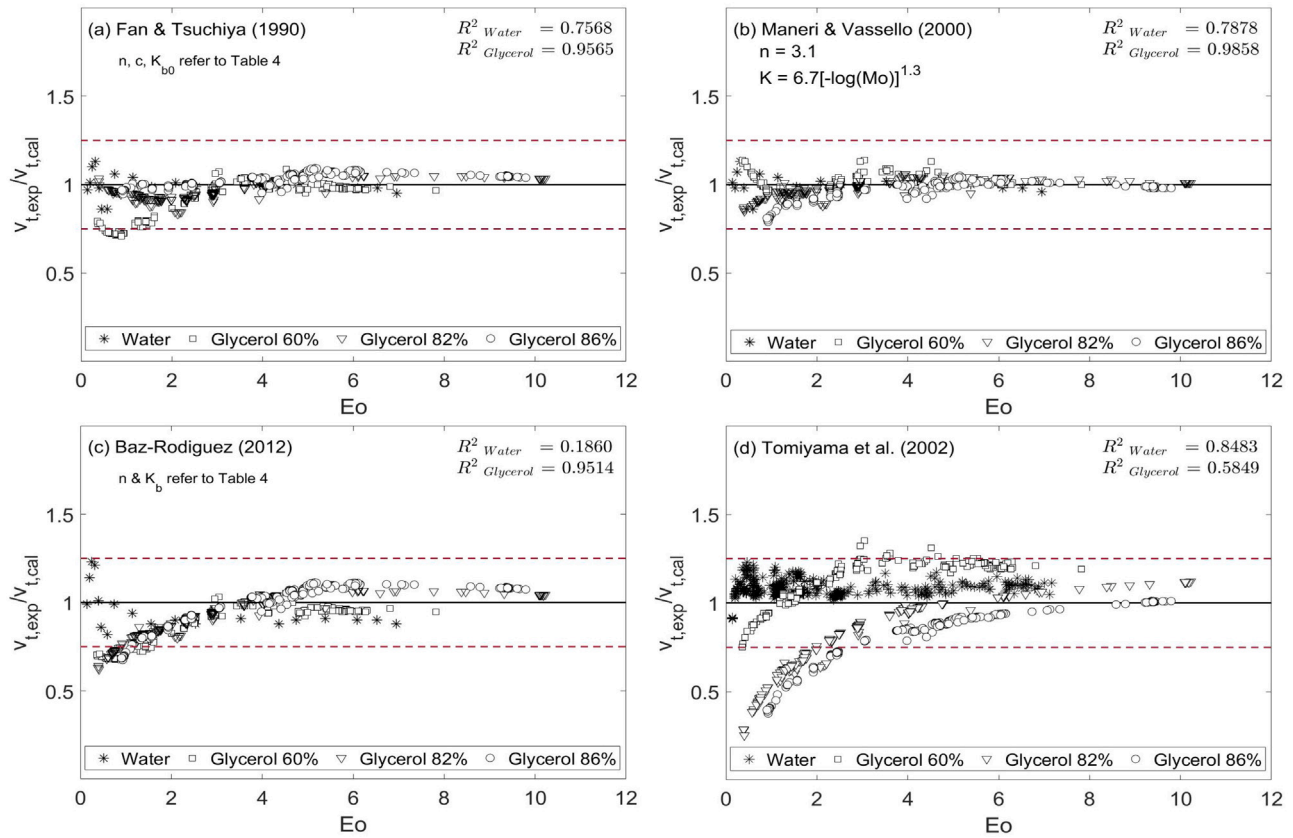 (a) Fan & Tsuchiya (1990)
R² Water = 0.7568
R² Glycerol = 0.9565
n, c, K_b0 refer to Table 4
1.5
1
0.5
v_t,exp/v_t,cal
Water Glycerol 60% Glycerol 82% Glycerol 86%
0 2 4 6 8 10 12
Eo
(b) Maneri & Vassello (2000)
R² Water = 0.7878
R² Glycerol = 0.9858
n = 3.1
K = 6.7[-log(Mo)]^1.3
1.5
1
0.5
v_t,exp/v_t,cal
Water Glycerol 60% Glycerol 82% Glycerol 86%
0 2 4 6 8 10 12
Eo
(c) Baz-Rodiguez (2012)
R² Water = 0.1860
R² Glycerol = 0.9514
n & K_b refer to Table 4
1.5
1
0.5
v_t,exp/v_t,cal
Water Glycerol 60% Glycerol 82% Glycerol 86%
0 2 4 6 8 10 12
Eo
(d) Tomiyama et al. (2002)
R² Water = 0.8483
R² Glycerol = 0.5849
1.5
1
0.5
v_t,exp/v_t,cal
Water Glycerol 60% Glycerol 82% Glycerol 86%
0 2 4 6 8 10 12
Eo